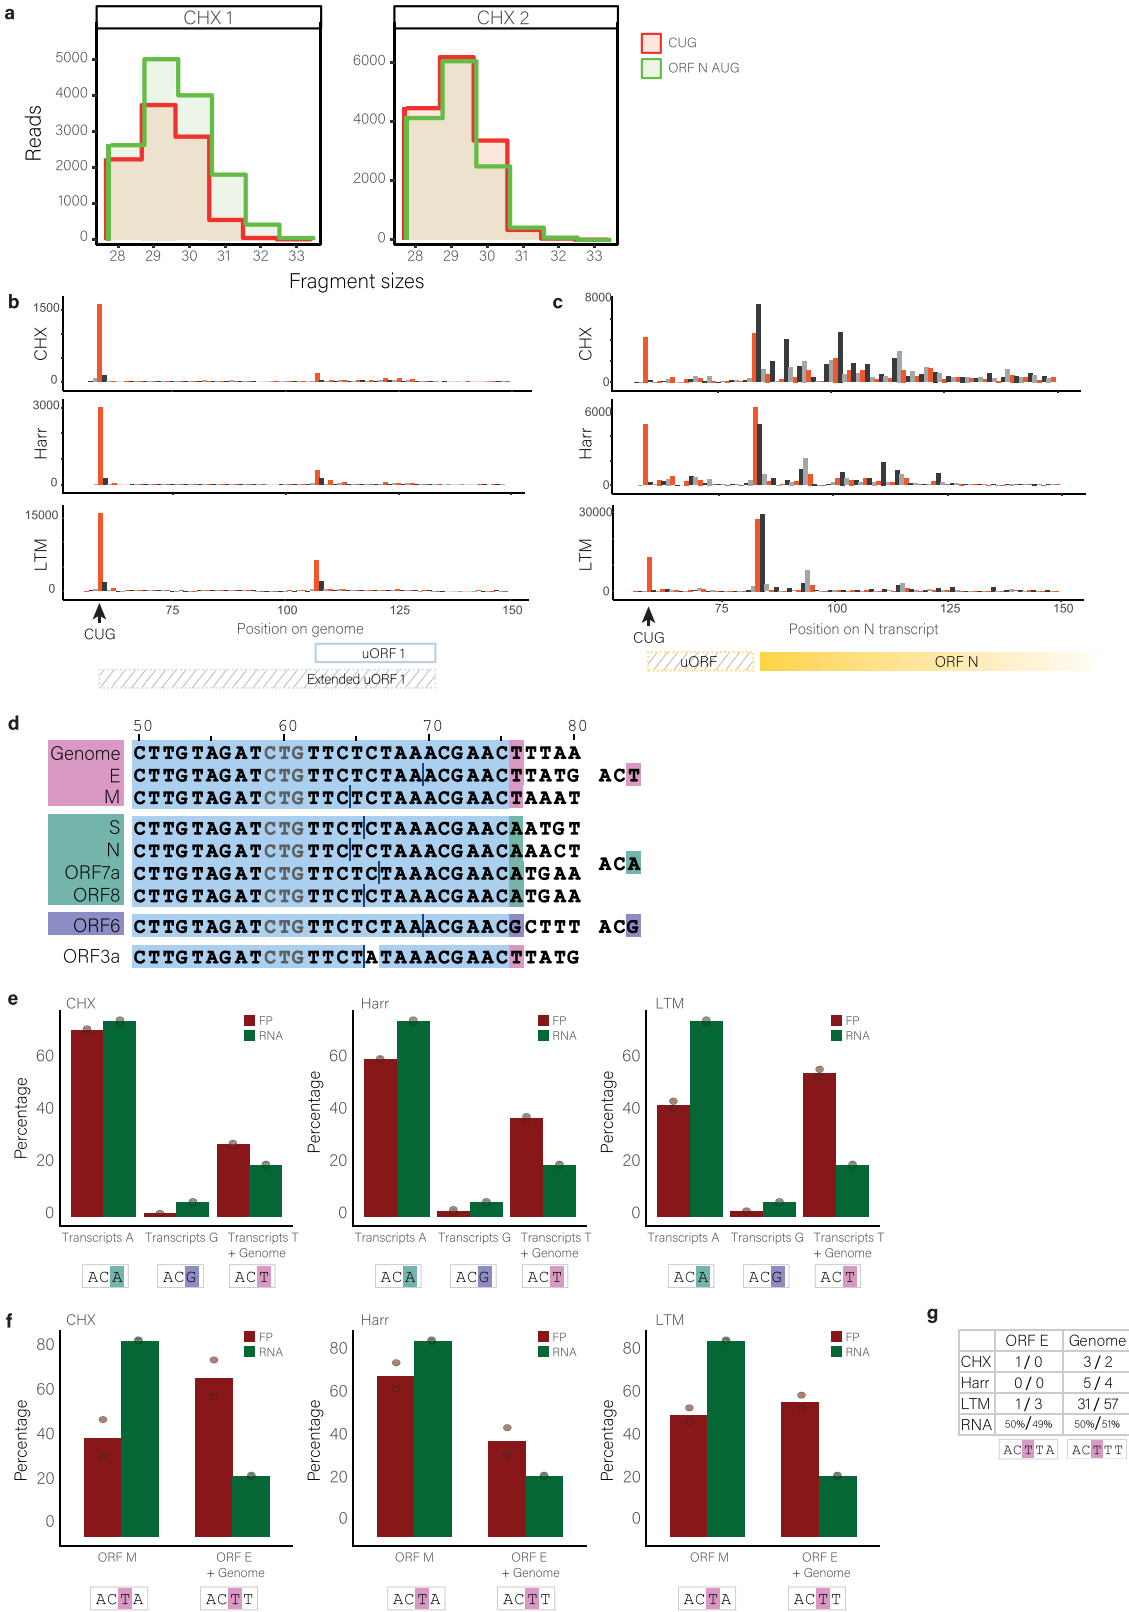 a
CHX 1
CHX 2
CUG
ORF N AUG
Reads
5000
4000
3000
2000
1000
0
6000
4000
2000
0
28 29 30 31 32 33
28 29 30 31 32 33
Fragment sizes
b
1500
CHX
0
3000
Harr
0
15000
LTM
0
75 100 125 150
CUG
Position on genome
uORF 1
Extended uORF 1
c
8000
CHX
0
6000
Harr
0
30000
LTM
0
75 100 125 150
CUG
Position on N transcript
uORF
ORF N
d
50 60 70 80
Genome CTTGTAGATCTGTTCTCTAAACGAACTTTAA
E CTTGTAGATCTGTTCTCTAAACGAACTTATG ACT
M CTTGTAGATCTGTTCTCTAAACGAACTAAAT
S CTTGTAGATCTGTTCTCTAAACGAACAATGT
N CTTGTAGATCTGTTCTCTAAACGAACAAACT
ACA
ORF7a CTTGTAGATCTGTTCTCTAAACGAACATGAA
ORF8 CTTGTAGATCTGTTCTCTAAACGAACATGAA
ORF6 CTTGTAGATCTGTTCTCTAAACGAACGCTTT ACG
ORF3a CTTGTAGATCTGTTCTATAAACGAACTTATG
e
CHX
FP
RNA
Percentage
60
40
20
0
Transcripts A Transcripts G Transcripts T + Genome
ACA ACG ACT
Harr
FP
RNA
Percentage
60
40
20
0
Transcripts A Transcripts G Transcripts T + Genome
ACA ACG ACT
LTM
FP
RNA
Percentage
60
40
20
0
Transcripts A Transcripts G Transcripts T + Genome
ACA ACG ACT
f
CHX
FP
RNA
Percentage
80
60
40
20
0
ORF M ORF E + Genome
ACTA ACTT
Harr
FP
RNA
Percentage
80
60
40
20
0
ORF M ORF E + Genome
ACTA ACTT
LTM
FP
RNA
Percentage
80
60
40
20
0
ORF M ORF E + Genome
ACTA ACTT
g
ORF E Genome
CHX 1/0 3/2
Harr 0/0 5/4
LTM 1/3 31/57
RNA 50%/49% 50%/51%
ACTTA ACTTT